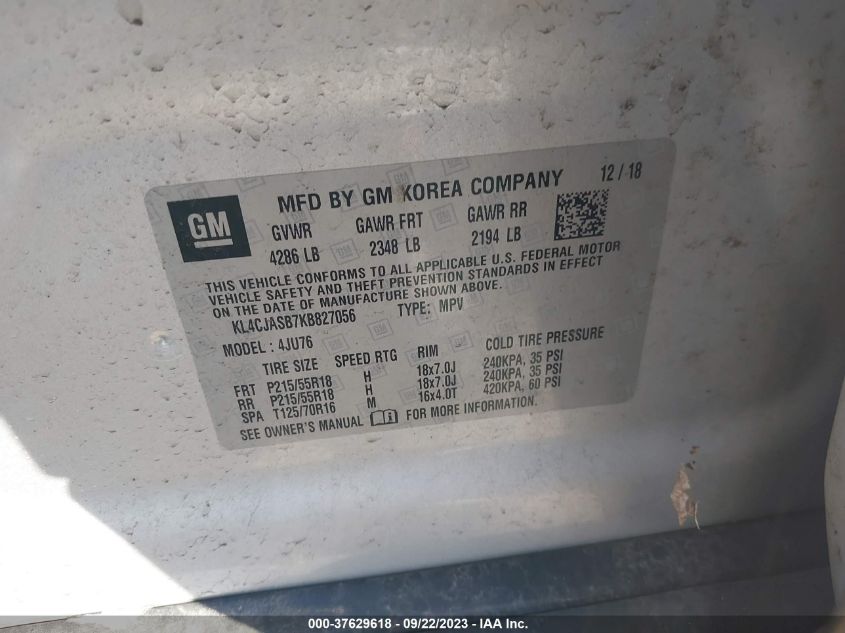 GM
MFD BY GM KOREA COMPANY 12 / 18
GVWR GAWR FRT GAWR RR
4286 LB 2348 LB 2194 LB
THIS VEHICLE CONFORMS TO ALL APPLICABLE U.S. FEDERAL MOTOR
VEHICLE SAFETY AND THEFT PREVENTION STANDARDS IN EFFECT
ON THE DATE OF MANUFACTURE SHOWN ABOVE.
KL4CJASB7KB827056 TYPE: MPV
MODEL : 4JU76
TIRE SIZE SPEED RTG RIM COLD TIRE PRESSURE
FRT P215/55R18 H 18x7.0J 240KPA, 35 PSI
RR P215/55R18 H 18x7.0J 240KPA, 35 PSI
SPA T125/70R16 M 16x4.0T 420KPA, 60 PSI
SEE OWNER'S MANUAL FOR MORE INFORMATION.
000-37629618 - 09/22/2023 - IAA Inc.